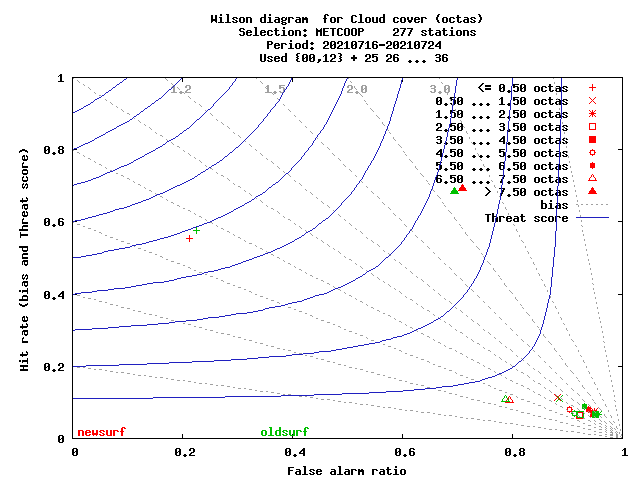 Wilson diagram for Cloud cover (octas)
Selection: METCOOP 277 stations
Period: 20210716-20210724
Used {00,12} + 25 26 ... 36
1
0.8
0.6
0.4
0.2
0
Hit rate (bias and Threat score)
1.2
1.5
2.0
3.0
<= 0.50 octas
0.50 ... 1.50 octas
1.50 ... 2.50 octas
2.50 ... 3.50 octas
3.50 ... 4.50 octas
4.50 ... 5.50 octas
5.50 ... 6.50 octas
6.50 ... 7.50 octas
> 7.50 octas
bias
Threat score
newsurf
oldsurf
0
0.2
0.4
0.6
0.8
1
False alarm ratio